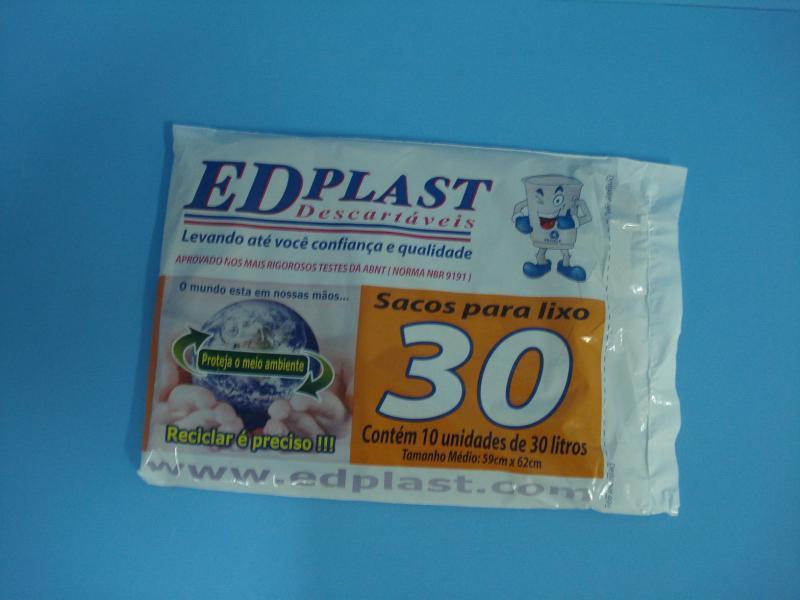 EDPLAST
Descartáveis
Levando até você confiança e qualidade
APROVADO NOS MAIS RIGOROSOS TESTES DA ABNT ( NORMA NBR 9191 )
O mundo esta em nossas mãos...
Proteja o meio ambiente
Reciclar é preciso !!!
Sacos para lixo
30
Contém 10 unidades de 30 litros
Tamanho Médio: 59cm x 62cm
www.edplast.com